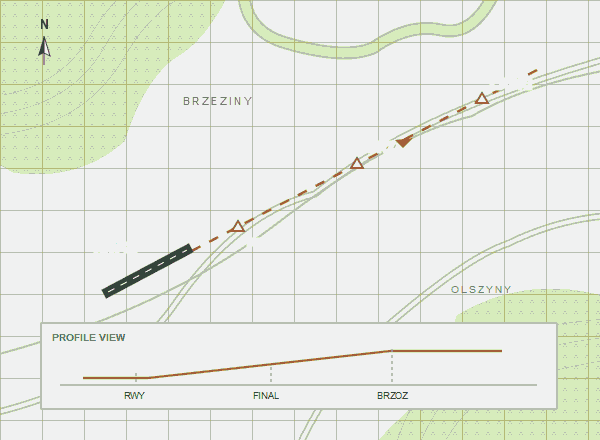 N
BRZEZINY
OLSZYNY
PROFILE VIEW
RWY FINAL BRZOZ